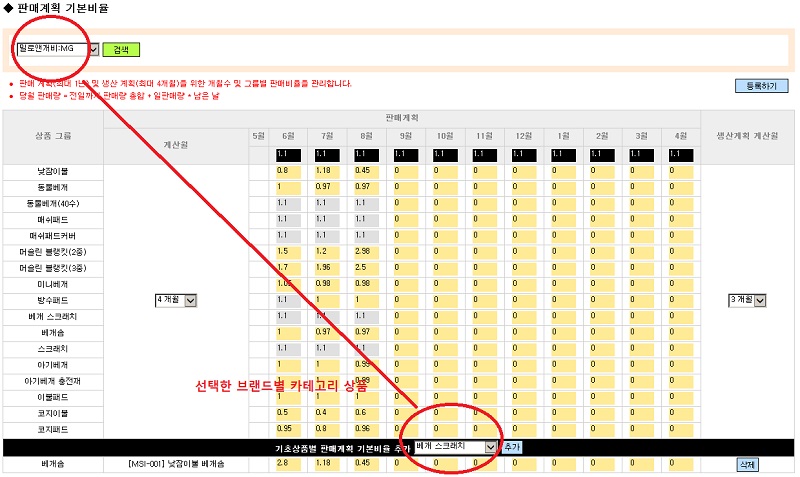 ◆ 판매계획 기본비율
밀로앤개비:MG 검색
● 판매 계획(최대 1년) 및 생산 계획(최대 4개월)을 위한 개월수 및 그룹별 판매비율을 관리합니다.
● 당월 판매량 = 전일까지 판매량 총합 + 일판매량 * 남은 날
등록하기
상품 그룹 판매계획 생산계획 계산월
계산월 5월 6월 7월 8월 9월 10월 11월 12월 1월 2월 3월 4월
1.1 1.1 1.1 1.1 1.1 1.1 1.1 1.1 1.1 1.1 1.1
낮잠이불 0.8 1.18 0.45 0 0 0 0 0 0 0 0
동물베개 1 0.97 0.97 0 0 0 0 0 0 0 0
동물베개(40수) 1.1 1.1 1.1 0 0 0 0 0 0 0 0
매쉬패드 1.1 1.1 1.1 0 0 0 0 0 0 0 0
매쉬패드커버 1.1 1.1 1.1 0 0 0 0 0 0 0 0
머슬린 블랭킷(2중) 1.5 1.2 2.98 0 0 0 0 0 0 0 0
머슬린 블랭킷(3중) 1.7 1.96 2.5 0 0 0 0 0 0 0 0
미니베개 0.98 0.98 0 0 0 0 0 0 0 0
방수패드 4개월 1.1 1 1 0 0 0 0 0 0 0 0 3개월
베개 스크래치 1.1 1.1 1.1 0 0 0 0 0 0 0 0
베개솜 1 0.97 0.97 0 0 0 0 0 0 0 0
스크래치 1.1 1.1 1.1 0 0 0 0 0 0 0 0
아기베개 1 1 0.99 0 0 0 0 0 0 0 0
아기베개 충전재 0 0 0 0 0 0 0 0
선택한 브랜드별 카테고리 상품
이불패드 1 1 1 0 0 0 0 0 0 0 0
코지이불 0.5 0.4 0.6 0 0 0 0 0 0 0 0
코지패드 0.95 0.8 0.96 0 0 0 0 0 0 0 0
기초상품별 판매계획 기본비율 추가 베개 스크래치 추가
베개솜 [MSI-001] 낮잠이불 베개솜 2.8 1.18 0.45 0 0 0 0 0 0 0 0 삭제